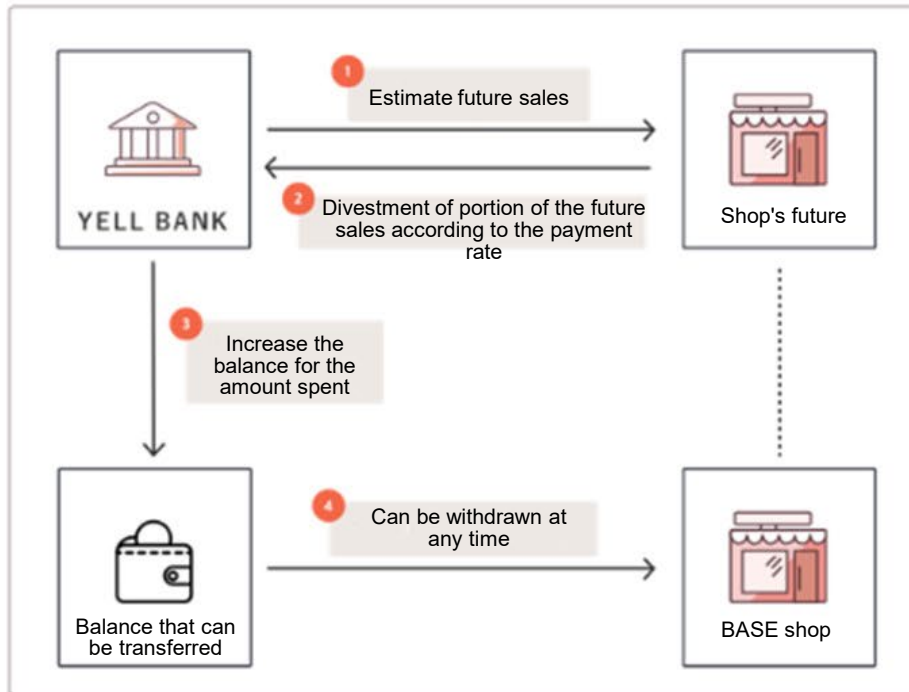 1
Estimate future sales
2
Divestment of portion of the future
sales according to the payment
rate
YELL BANK
Shop's future
3
Increase the
balance for the
amount spent
4
Can be withdrawn at
any time
Balance that can
be transferred
BASE shop